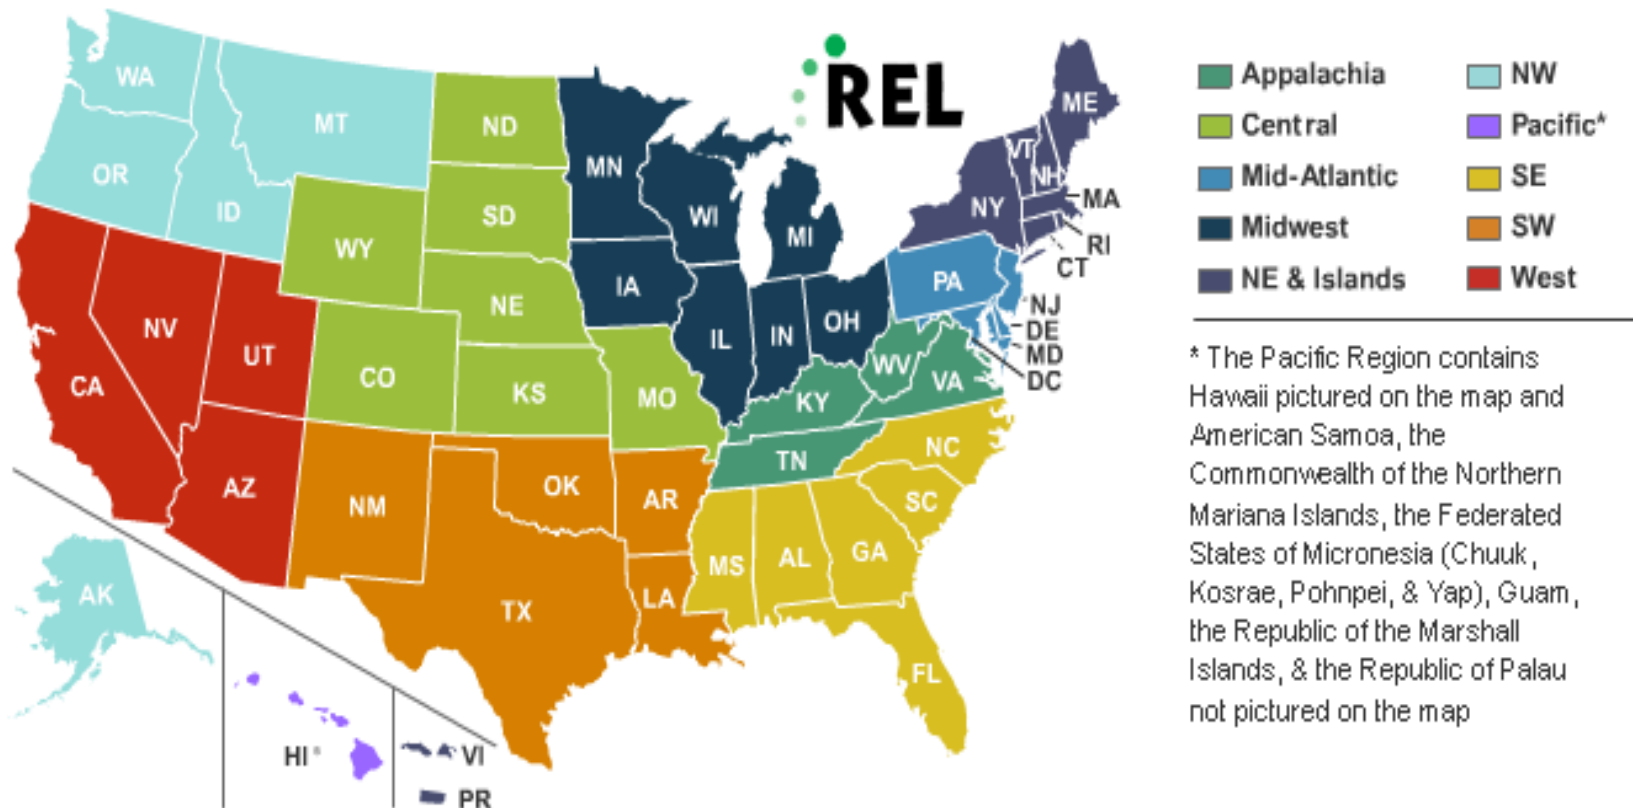 REL
WA
MT
ND
MN
ME
VT
NH
OR
ID
SD
WI
MI
NY
MA
RI
CT
WY
NE
IA
PA
NJ
DE
MD
DC
NV
UT
CO
KS
MO
IL
IN
OH
WV
VA
KY
CA
AZ
NM
OK
AR
TN
NC
SC
MS
AL
GA
TX
LA
FL
AK
HI *
VI
PR
Appalachia
Central
Mid-Atlantic
Midwest
NE & Islands
NW
Pacific*
SE
SW
West
* The Pacific Region contains
Hawaii pictured on the map and
American Samoa, the
Commonwealth of the Northern
Mariana Islands, the Federated
States of Micronesia (Chuuk,
Kosrae, Pohnpei, & Yap), Guam,
the Republic of the Marshall
Islands, & the Republic of Palau
not pictured on the map